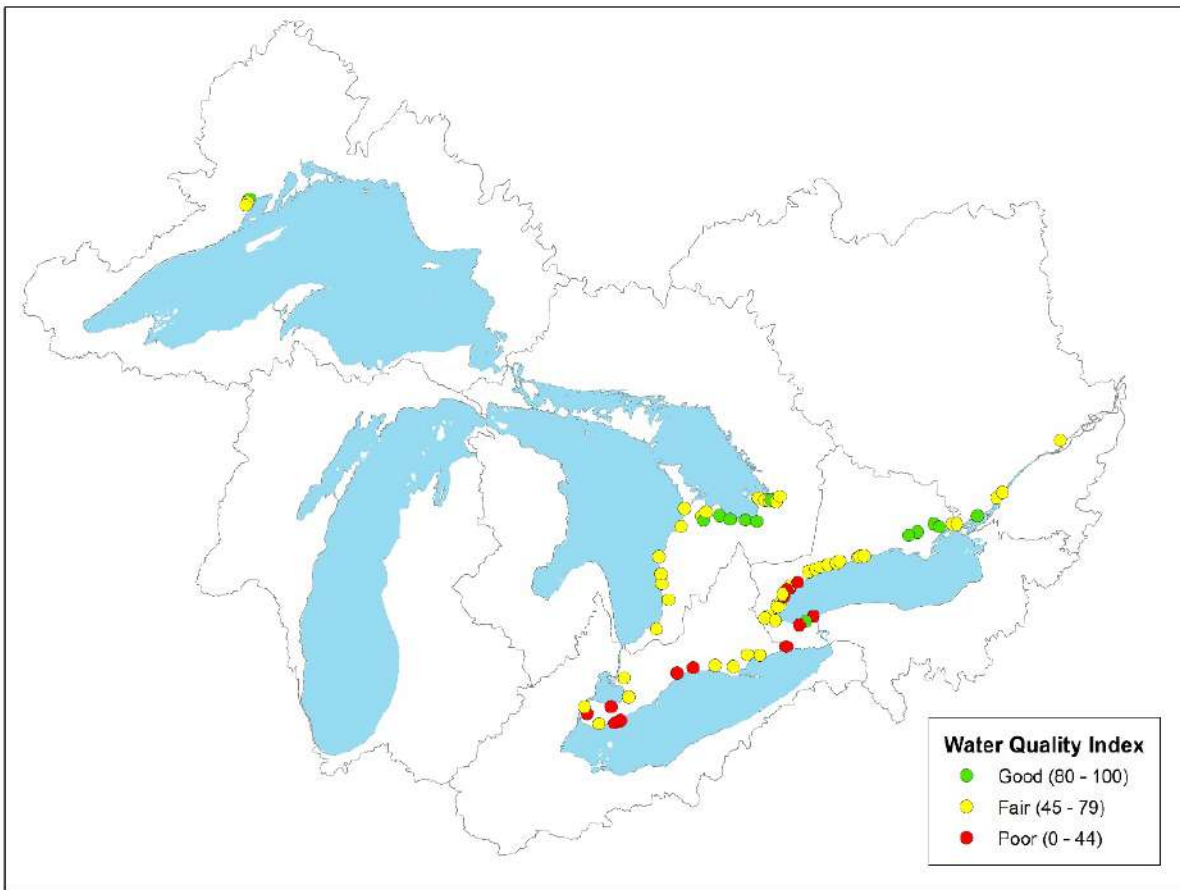 Water Quality Index
Good (80 - 100)
Fair (45 - 79)
Poor (0 - 44)